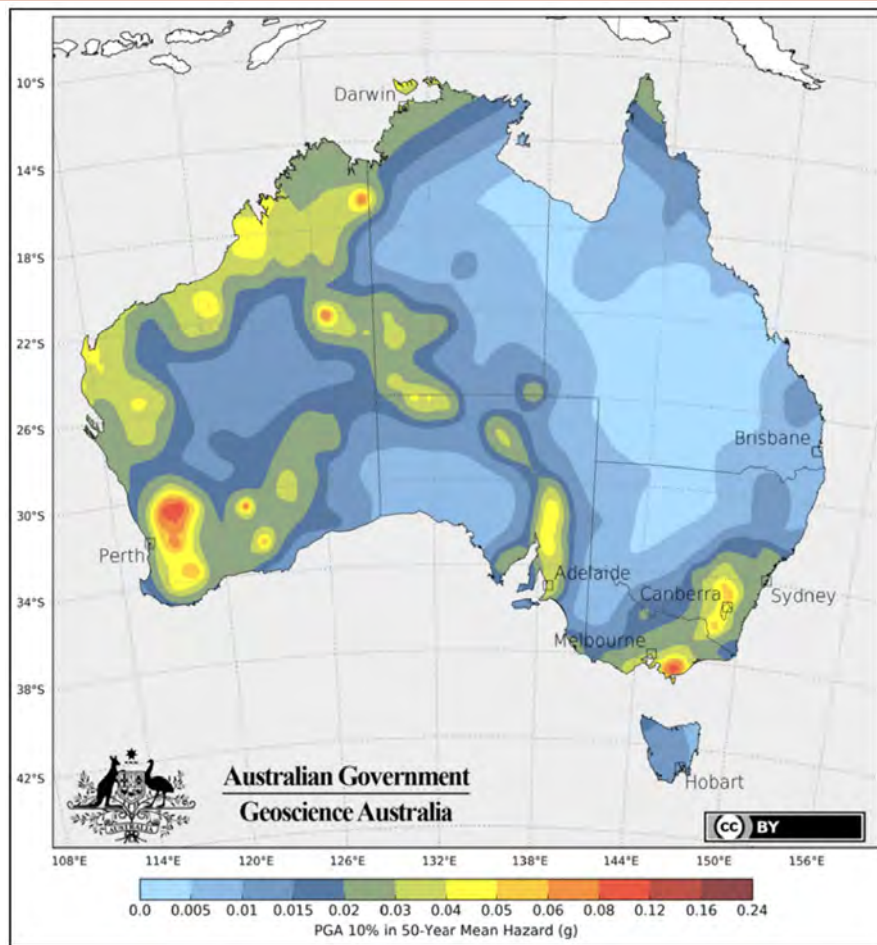 10°S
14°S
18°S
22°S
26°S
30°S
34°S
38°S
42°S
Darwin
Brisbane
Perth
Adelaide
Canberra
Sydney
Melbourne
Hobart
AUSTRALIA
Australian Government
Geoscience Australia
cc BY
108°E 114°E 120°E 126°E 132°E 138°E 144°E 150°E 156°E
0.0 0.005 0.01 0.015 0.02 0.03 0.04 0.05 0.06 0.08 0.12 0.16 0.24
PGA 10% in 50-Year Mean Hazard (g)